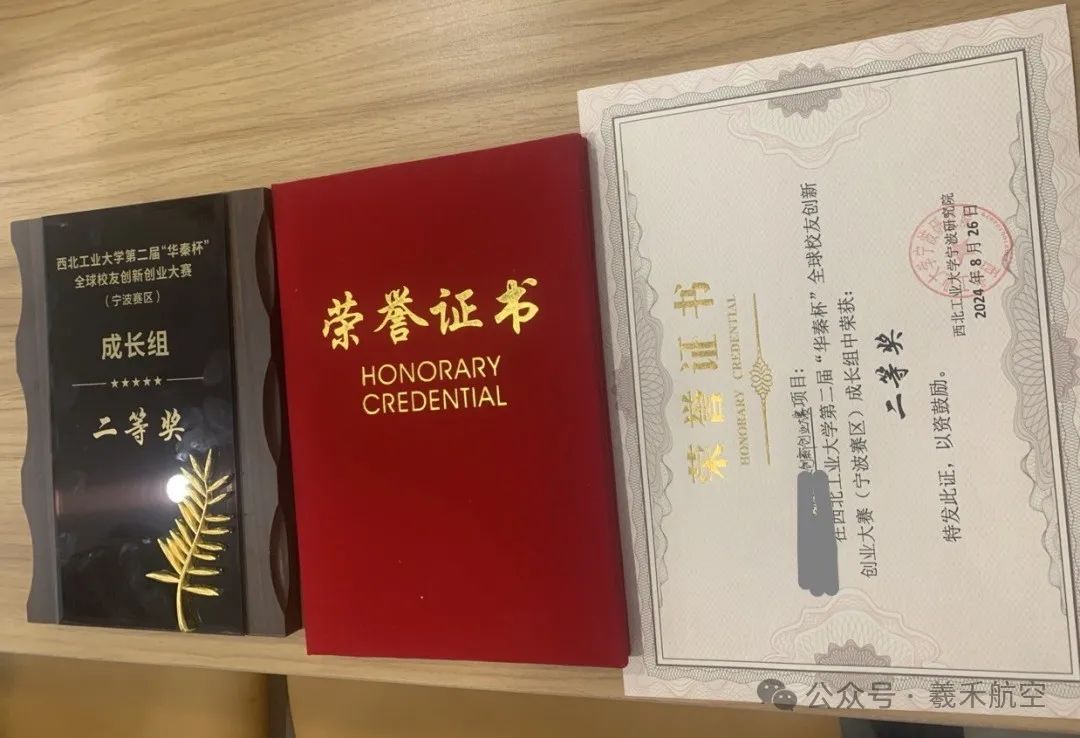 西北工业大学第二届“华秦杯”
全球校友创新创业大赛
（宁波赛区）
成长组
二等奖
荣誉证书
HONORARY
CREDENTIAL
荣誉证书
HONORARY CREDENTIAL
创新创业赛项目：
在西北工业大学第二届“华秦杯”全球校友创新
创业大赛（宁波赛区）成长组中荣获：
二等奖
特发此证，以资鼓励。
西北工业大学宁波研究院
2024年8月26日
公众号·羲禾航空